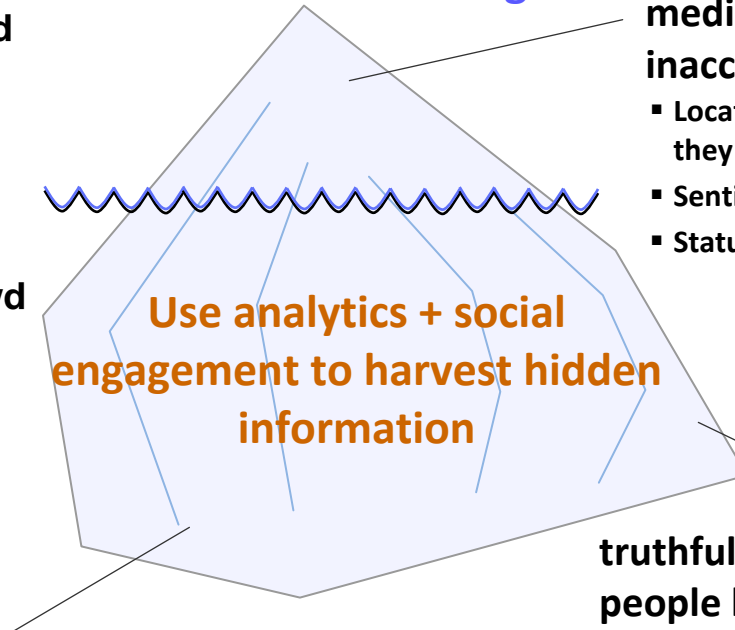 medi
inacc
Locat
they
Senti
Statu
Use analytics + social
engagement to harvest hidden
information
truthful
people